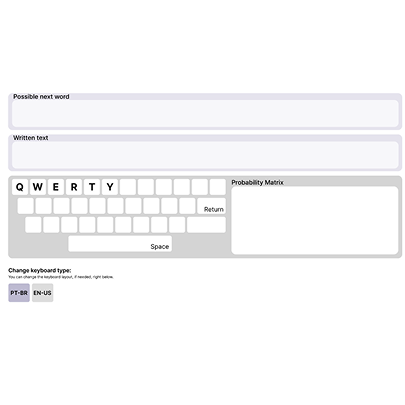 Possible next word
Written text
Q W E R T Y
Probability Matrix
Return
Space
Change keyboard type:
You can change the keyboard layout, if needed, right below.
PT-BR EN-US